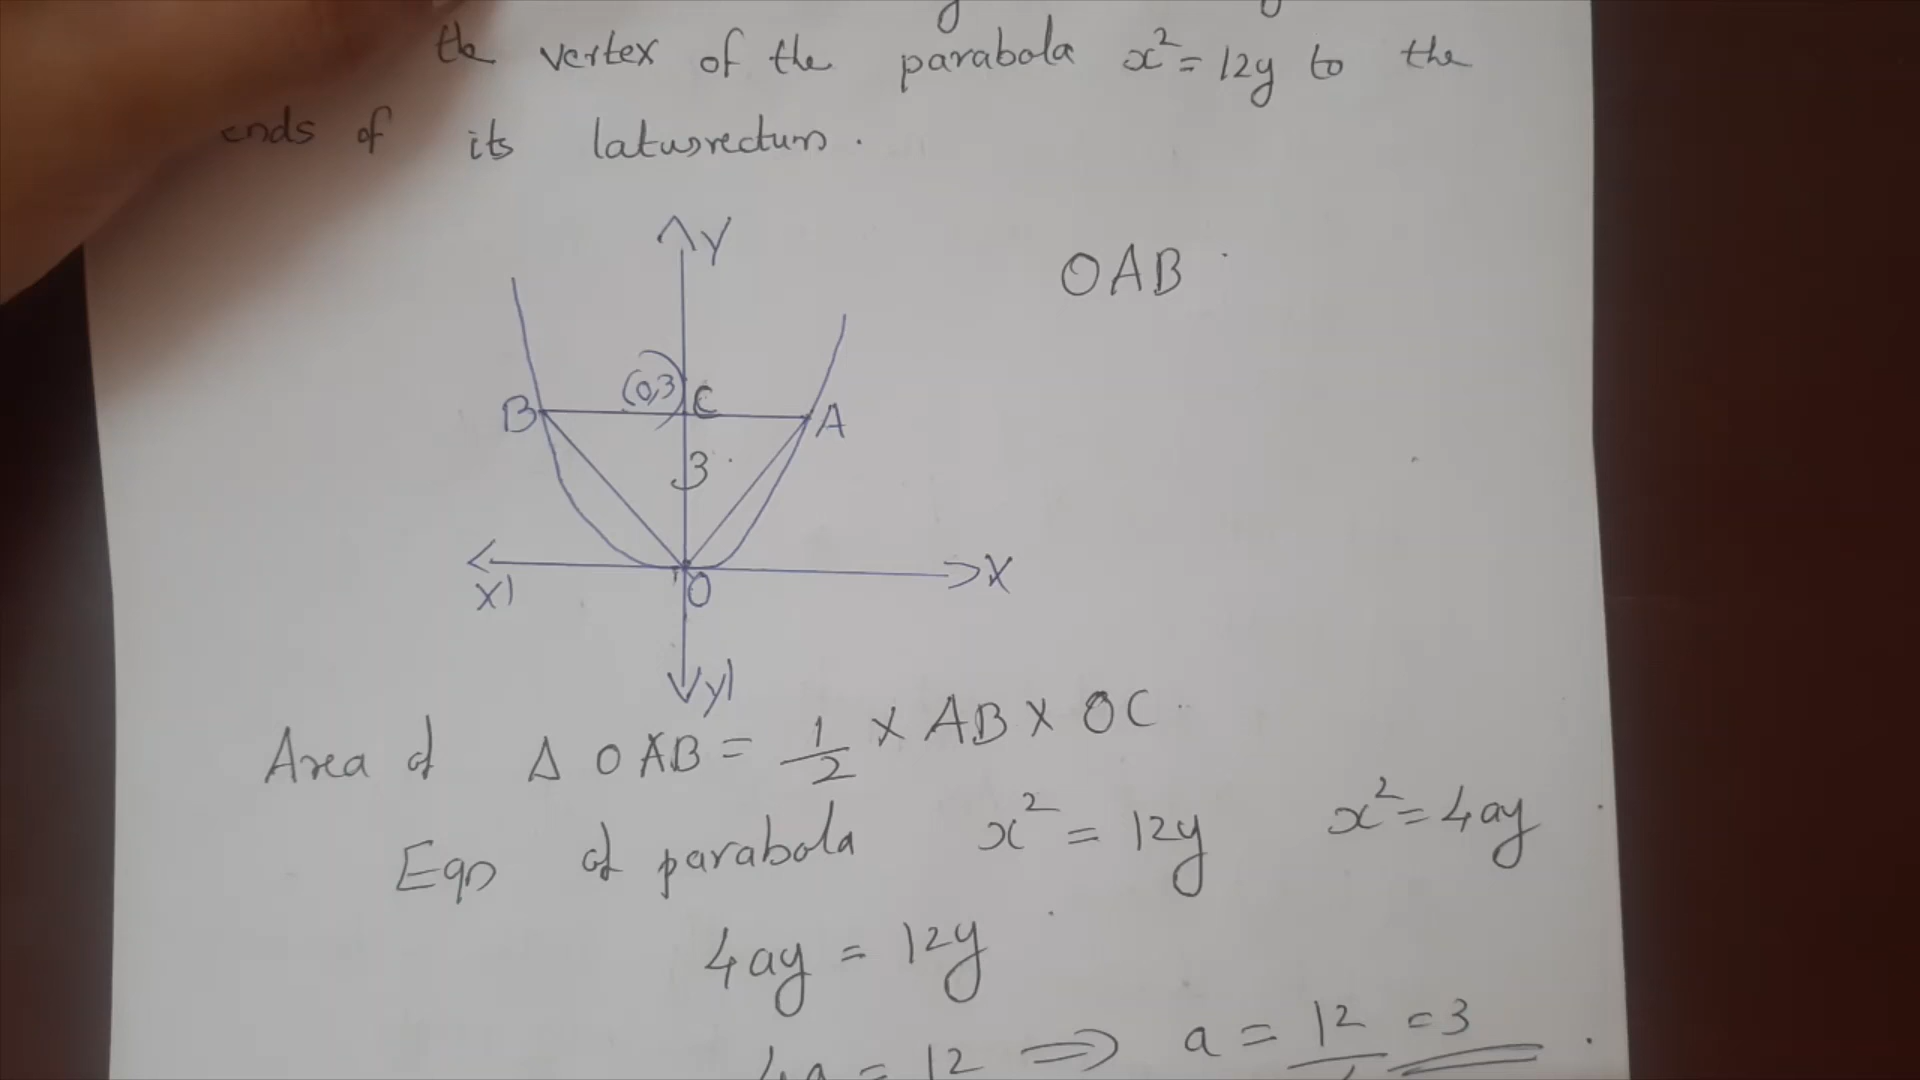 the vertex of the parabola x² = 12y to the
ends of its latusrectum.
Y
OAB
(0,3)
B C A
3
X' O X
Y'
Area of Δ OAB = 1/2 × AB × OC
Eqn of parabola x² = 12y x² = 4ay
4ay = 12y
4a = 12 ⟹ a = 12 = 3